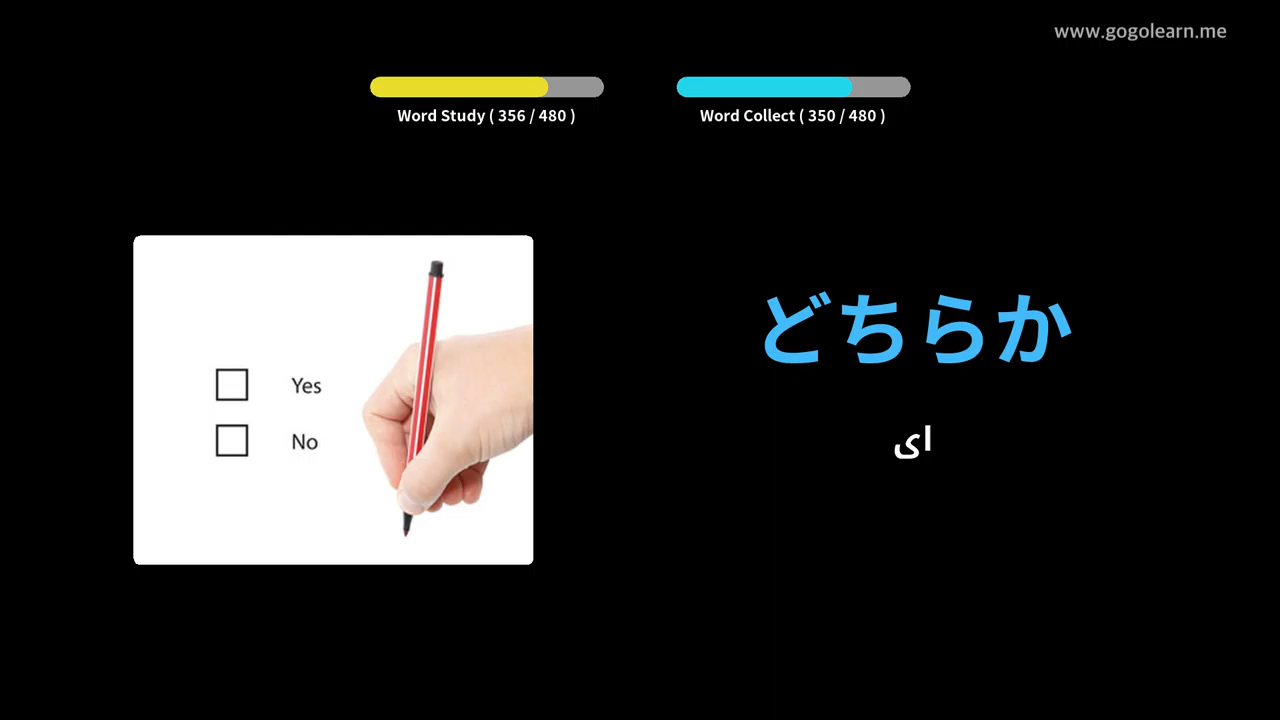 www.gogolearn.me
Word Study ( 356 / 480 )
Word Collect ( 350 / 480 )
Yes
No
どちらか
ای